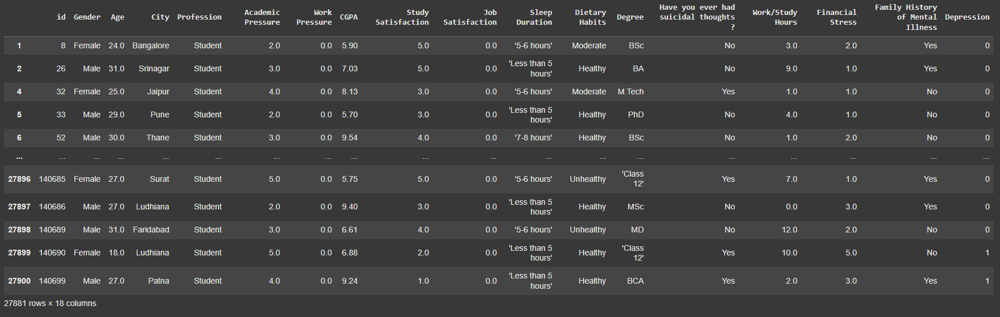 id Gender Age City Profession Academic Pressure Work Pressure CGPA Study Satisfaction Job Satisfaction Sleep Duration Dietary Habits Degree Have you ever had suicidal thoughts ? Work/Study Hours Financial Stress Family History of Mental Illness Depression
1 8 Female 24.0 Bangalore Student 2.0 0.0 5.90 5.0 0.0 '5-6 hours' Moderate BSc No 3.0 2.0 Yes 0
2 26 Male 31.0 Srinagar Student 3.0 0.0 7.03 5.0 0.0 'Less than 5 hours' Healthy BA No 9.0 1.0 Yes 0
4 32 Female 25.0 Jaipur Student 4.0 0.0 8.13 3.0 0.0 '5-6 hours' Moderate M.Tech Yes 1.0 1.0 No 0
5 33 Male 29.0 Pune Student 2.0 0.0 5.70 3.0 0.0 'Less than 5 hours' Healthy PhD No 4.0 1.0 No 0
6 52 Male 30.0 Thane Student 3.0 0.0 9.54 4.0 0.0 '7-8 hours' Healthy BSc No 1.0 2.0 No 0
... ... ... ... ... ... ... ... ... ... ... ... ... ... ... ... ... ... ...
27896 140685 Female 27.0 Surat Student 5.0 0.0 5.75 5.0 0.0 '5-6 hours' Unhealthy 'Class 12' Yes 7.0 1.0 Yes 0
27897 140686 Male 27.0 Ludhiana Student 2.0 0.0 9.40 3.0 0.0 'Less than 5 hours' Healthy MSc No 0.0 3.0 Yes 0
27898 140689 Male 31.0 Faridabad Student 3.0 0.0 6.61 4.0 0.0 '5-6 hours' Unhealthy MD No 12.0 2.0 No 0
27899 140690 Female 18.0 Ludhiana Student 5.0 0.0 6.88 2.0 0.0 'Less than 5 hours' Healthy 'Class 12' Yes 10.0 5.0 No 1
27900 140699 Male 27.0 Patna Student 4.0 0.0 9.24 1.0 0.0 'Less than 5 hours' Healthy BCA Yes 2.0 3.0 Yes 1
27881 rows × 18 columns